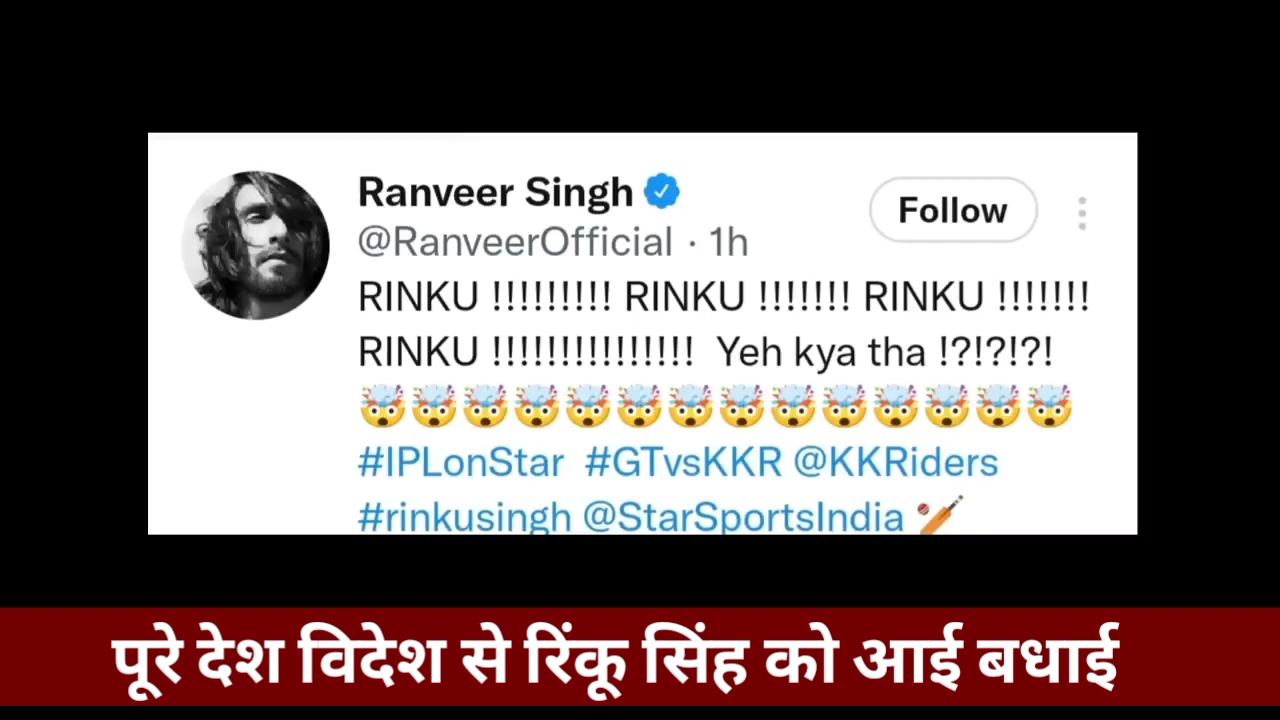 Ranveer Singh
Follow
@RanveerOfficial · 1h
RINKU !!!!!!!!! RINKU !!!!!!! RINKU !!!!!!!
RINKU !!!!!!!!!!!!!!! Yeh kya tha !?!?!?!
🤯🤯🤯🤯🤯🤯🤯🤯🤯🤯🤯🤯🤯🤯
#IPLonStar #GTvsKKR @KKRiders
#rinkusingh @StarSportsIndia 🏏
पूरे देश विदेश से रिंकू सिंह को आई बधाई